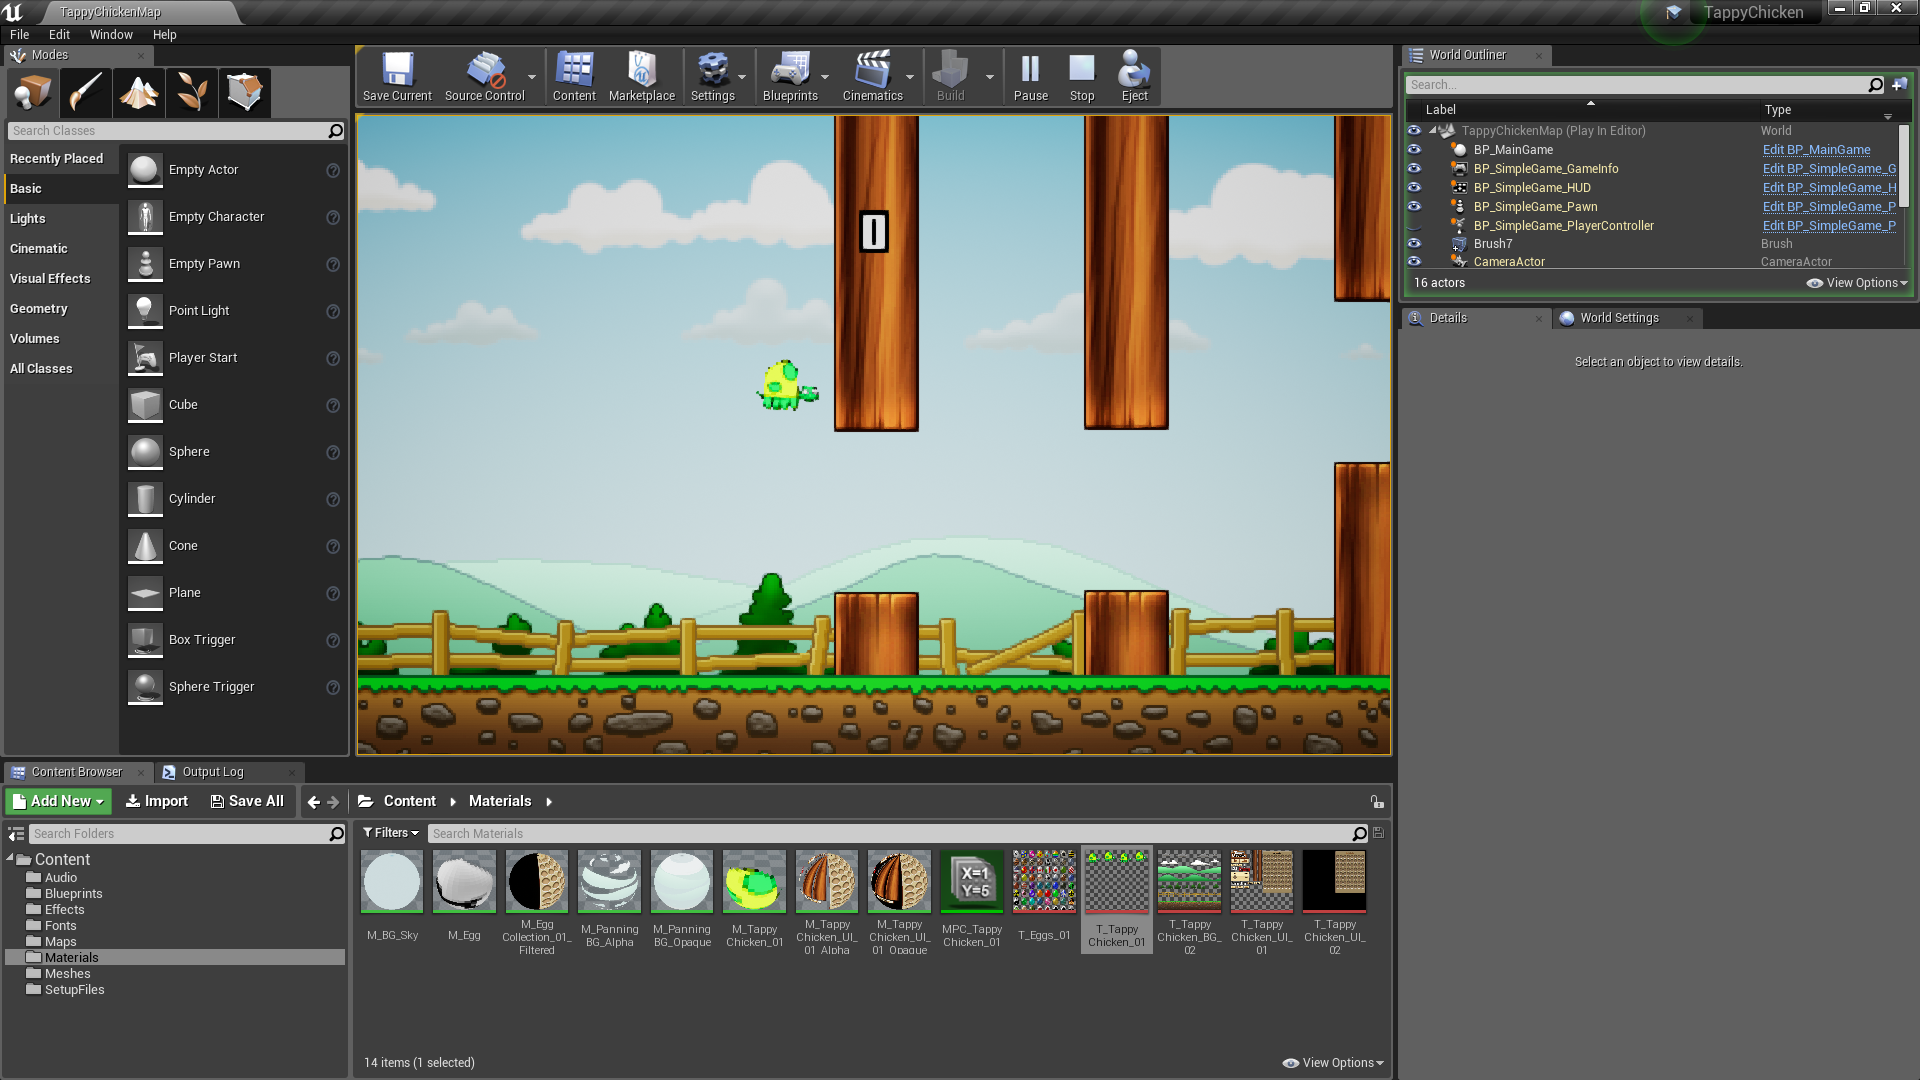 TappyChickenMap
TappyChicken
File Edit Window Help
Modes
Search Classes
Recently Placed
Basic
Lights
Cinematic
Visual Effects
Geometry
Volumes
All Classes
Empty Actor
Empty Character
Empty Pawn
Point Light
Player Start
Cube
Sphere
Cylinder
Cone
Plane
Box Trigger
Sphere Trigger
Save Current
Source Control
Content
Marketplace
Settings
Blueprints
Cinematics
Build
Pause
Stop
Eject
World Outliner
Search...
Label Type
TappyChickenMap (Play In Editor) World
BP_MainGame Edit BP_MainGame
BP_SimpleGame_GameInfo Edit BP_SimpleGame_G
BP_SimpleGame_HUD Edit BP_SimpleGame_H
BP_SimpleGame_Pawn Edit BP_SimpleGame_P
BP_SimpleGame_PlayerController Edit BP_SimpleGame_P
Brush7 Brush
CameraActor CameraActor
16 actors View Options
Details World Settings
Select an object to view details.
Content Browser Output Log
Add New Import Save All Content Materials
Search Folders
Content
Audio
Blueprints
Effects
Fonts
Maps
Materials
Meshes
SetupFiles
Filters Search Materials
X=1
Y=5
M_BG_Sky
M_Egg
M_Egg
Collection_01_
Filtered
M_Panning
BG_Alpha
M_Panning
BG_Opaque
M_Tappy
Chicken_01
M_Tappy
Chicken_UI_
01_Alpha
M_Tappy
Chicken_UI_
01_Opaque
MPC_Tappy
Chicken_01
T_Eggs_01
T_Tappy
Chicken_01
T_Tappy
Chicken_BG_
02
T_Tappy
Chicken_UI_
01
T_Tappy
Chicken_UI_
02
14 items (1 selected) View Options